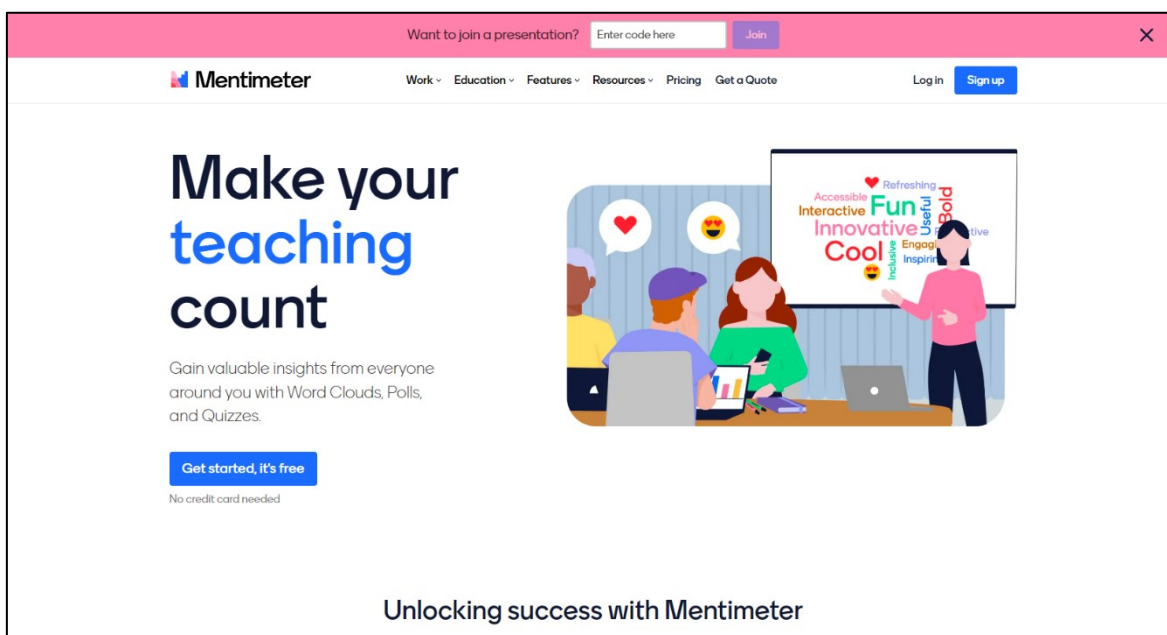 Want to join a presentation? Enter code here Join
Mentimeter Work Education Features Resources Pricing Get a Quote Log in Sign up
Make your
teaching
count
Gain valuable insights from everyone
around you with Word Clouds, Polls,
and Quizzes.
Get started, it's free
No credit card needed
Refreshing
Accessible
Interactive Fun Useful Bold
Innovative
Cool Inclusive
Unlocking success with Mentimeter